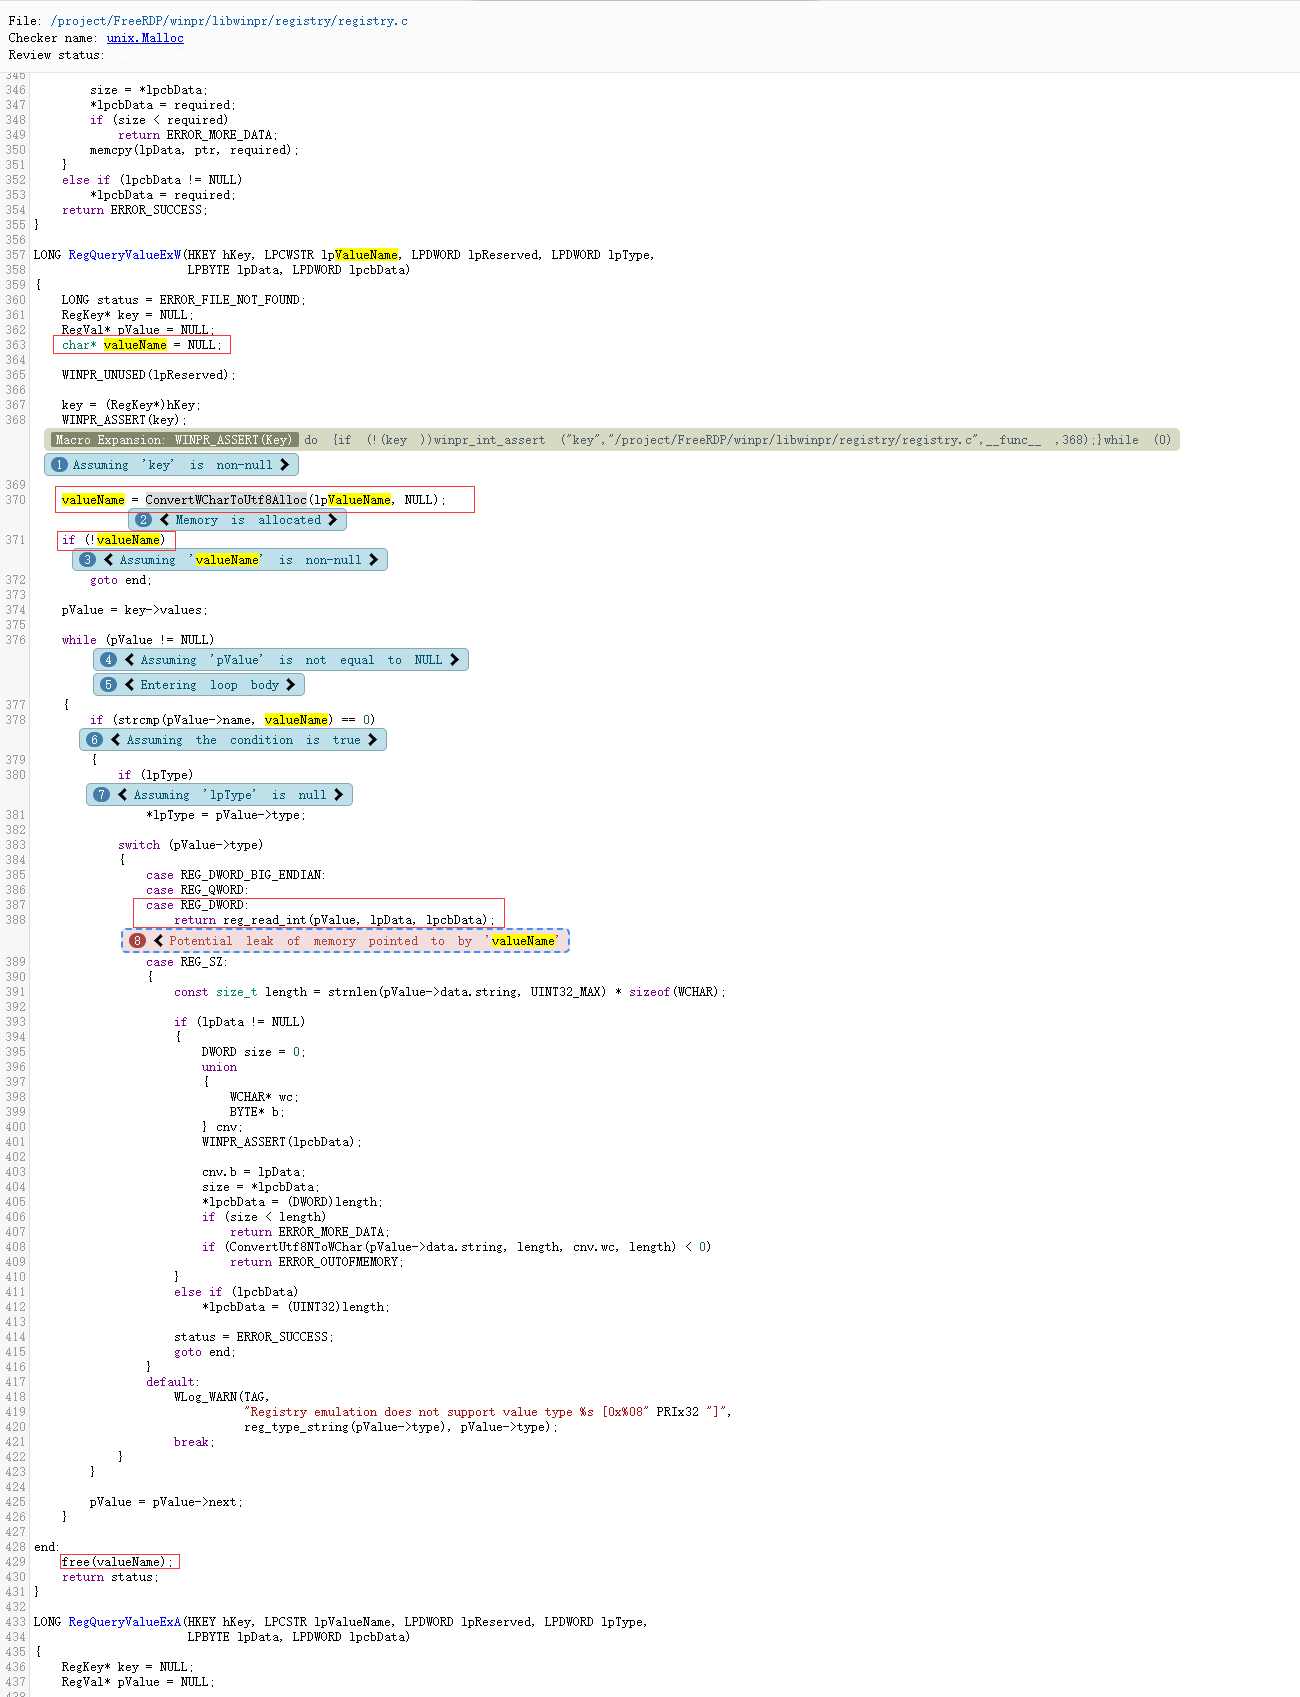 File: /project/FreeRDP/winpr/libwinpr/registry/registry.c
Checker name: unix.Malloc
Review status:
345
346 size = *lpcbData;
347 *lpcbData = required;
348 if (size < required)
349 return ERROR_MORE_DATA;
350 memcpy(lpData, ptr, required);
351 }
352 else if (lpcbData != NULL)
353 *lpcbData = required;
354 return ERROR_SUCCESS;
355 }
356
357 LONG RegQueryValueExW(HKEY hKey, LPCWSTR lpValueName, LPDWORD lpReserved, LPDWORD lpType,
358 LPBYTE lpData, LPDWORD lpcbData)
359 {
360 LONG status = ERROR_FILE_NOT_FOUND;
361 RegKey* key = NULL;
362 RegVal* pValue = NULL;
363 char* valueName = NULL;
364
365 WINPR_UNUSED(lpReserved);
366
367 key = (RegKey*)hKey;
368 WINPR_ASSERT(key);
Macro Expansion: WINPR_ASSERT(Key) do {if (!(key ))winpr_int_assert ("key","/project/FreeRDP/winpr/libwinpr/registry/registry.c",__func__ ,368);}while (0)
1 Assuming 'key' is non-null
369
370 valueName = ConvertWCharToUtf8Alloc(lpValueName, NULL);
2 Memory is allocated
371 if (!valueName)
3 Assuming 'valueName' is non-null
372 goto end;
373
374 pValue = key->values;
375
376 while (pValue != NULL)
4 Assuming 'pValue' is not equal to NULL
5 Entering loop body
377 {
378 if (strcmp(pValue->name, valueName) == 0)
6 Assuming the condition is true
379 {
380 if (lpType)
7 Assuming 'lpType' is null
381 *lpType = pValue->type;
382
383 switch (pValue->type)
384 {
385 case REG_DWORD_BIG_ENDIAN:
386 case REG_QWORD:
387 case REG_DWORD:
388 return reg_read_int(pValue, lpData, lpcbData);
8 Potential leak of memory pointed to by 'valueName'
389 case REG_SZ:
390 {
391 const size_t length = strnlen(pValue->data.string, UINT32_MAX) * sizeof(WCHAR);
392
393 if (lpData != NULL)
394 {
395 DWORD size = 0;
396 union
397 {
398 WCHAR* wc;
399 BYTE* b;
400 } cnv;
401 WINPR_ASSERT(lpcbData);
402
403 cnv.b = lpData;
404 size = *lpcbData;
405 *lpcbData = (DWORD)length;
406 if (size < length)
407 return ERROR_MORE_DATA;
408 if (ConvertUtf8NToWChar(pValue->data.string, length, cnv.wc, length) < 0)
409 return ERROR_OUTOFMEMORY;
410 }
411 else if (lpcbData)
412 *lpcbData = (UINT32)length;
413
414 status = ERROR_SUCCESS;
415 goto end;
416 }
417 default:
418 WLog_WARN(TAG,
419 "Registry emulation does not support value type %s [0x%08" PRIx32 "]",
420 reg_type_string(pValue->type), pValue->type);
421 break;
422 }
423 }
424
425 pValue = pValue->next;
426 }
427
428 end:
429 free(valueName);
430 return status;
431 }
432
433 LONG RegQueryValueExA(HKEY hKey, LPCSTR lpValueName, LPDWORD lpReserved, LPDWORD lpType,
434 LPBYTE lpData, LPDWORD lpcbData)
435 {
436 RegKey* key = NULL;
437 RegVal* pValue = NULL;
438